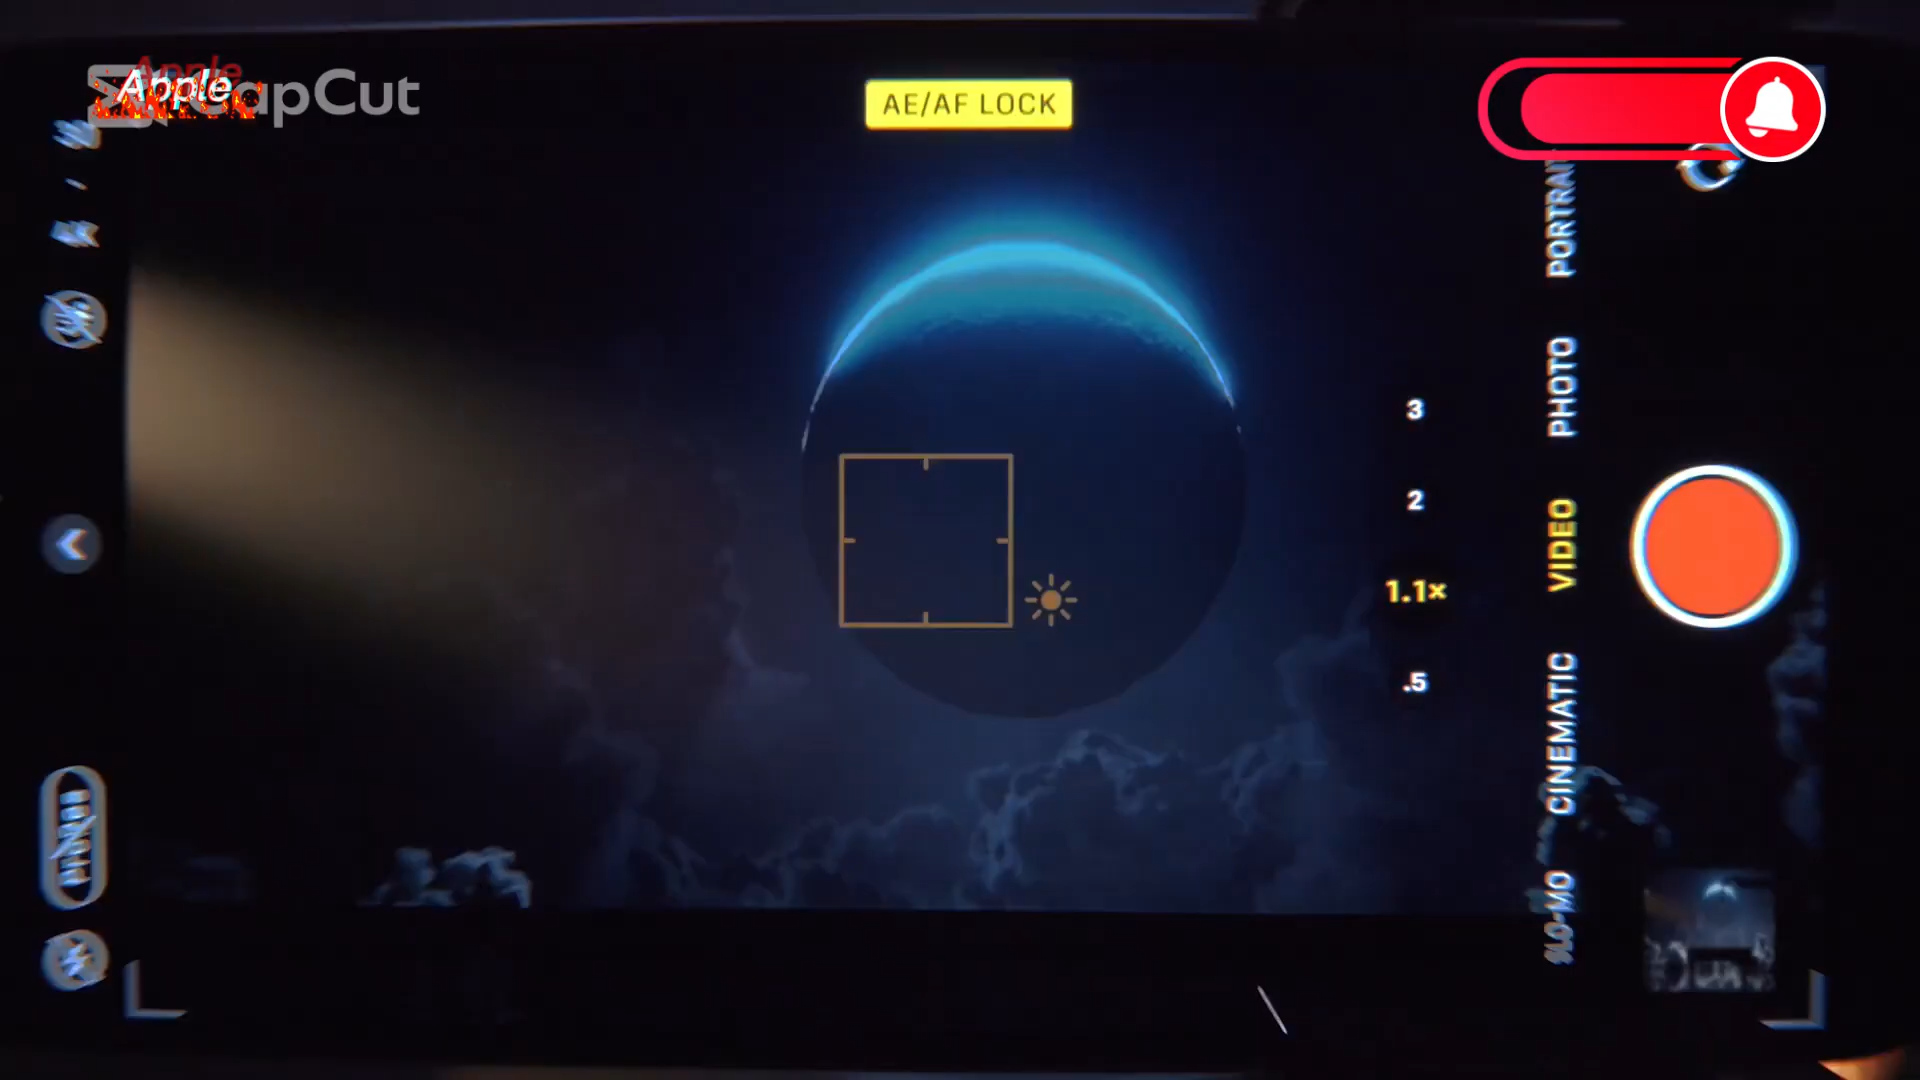 Apple
CapCut
AE/AF LOCK
PORTRAIT
PHOTO
VIDEO
CINEMATIC
SLO-MO
3
2
1.1×
.5